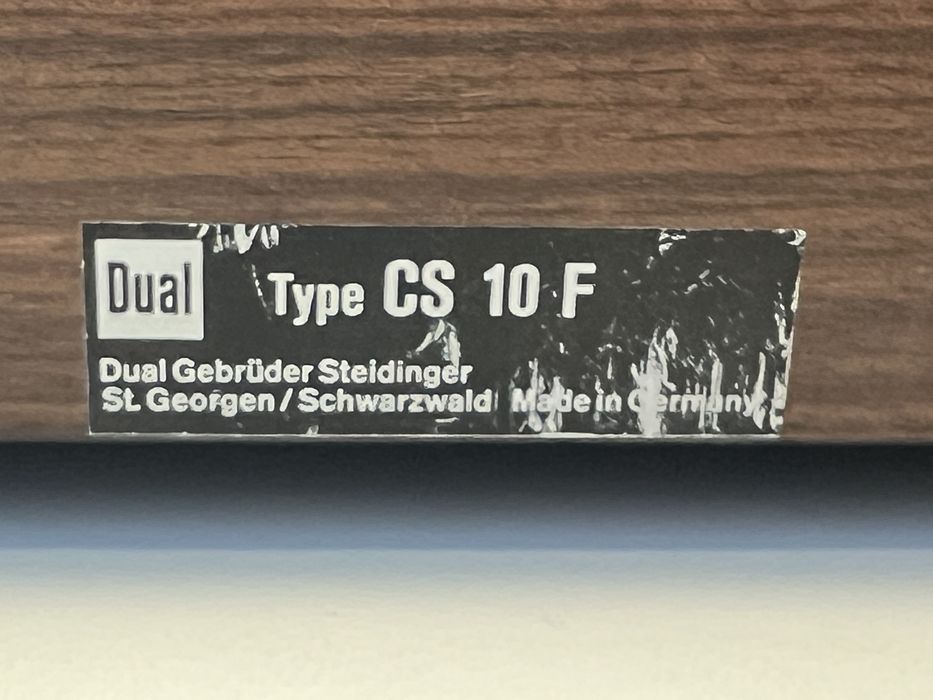 Dual
Type CS 10 F
Dual Gebrüder Steidinger
St. Georgen / Schwarzwald Made in Germany